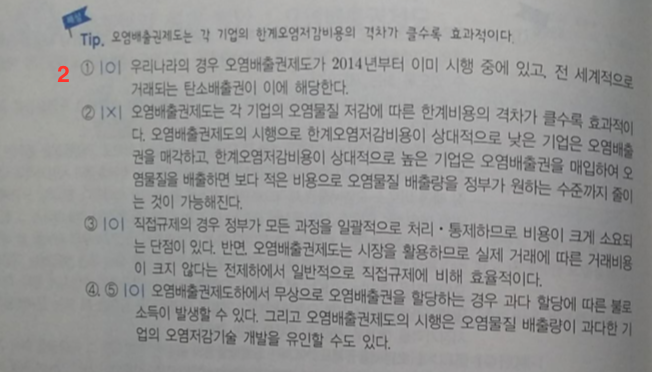 해설
Tip. 오염배출권제도는 각 기업의 한계오염저감비용의 격차가 클수록 효과적이다.
2 ① |O| 우리나라의 경우 오염배출권제도가 2014년부터 이미 시행 중에 있고, 전 세계적으로
거래되는 탄소배출권이 이에 해당한다.
② |X| 오염배출권제도는 각 기업의 오염물질 저감에 따른 한계비용의 격차가 클수록 효과적이
다. 오염배출권제도의 시행으로 한계오염저감비용이 상대적으로 낮은 기업은 오염배출
권을 매각하고, 한계오염저감비용이 상대적으로 높은 기업은 오염배출권을 매입하여 오
염물질을 배출하면 보다 적은 비용으로 오염물질 배출량을 정부가 원하는 수준까지 줄이
는 것이 가능해진다.
③ |O| 직접규제의 경우 정부가 모든 과정을 일괄적으로 처리・통제하므로 비용이 크게 소요되
는 단점이 있다. 반면, 오염배출권제도는 시장을 활용하므로 실제 거래에 따른 거래비용
이 크지 않다는 전제하에서 일반적으로 직접규제에 비해 효율적이다.
④, ⑤ |O| 오염배출권제도하에서 무상으로 오염배출권을 할당하는 경우 과다 할당에 따른 불로
소득이 발생할 수 있다. 그리고 오염배출권제도의 시행은 오염물질 배출량이 과다한 기
업의 오염저감기술 개발을 유인할 수도 있다.